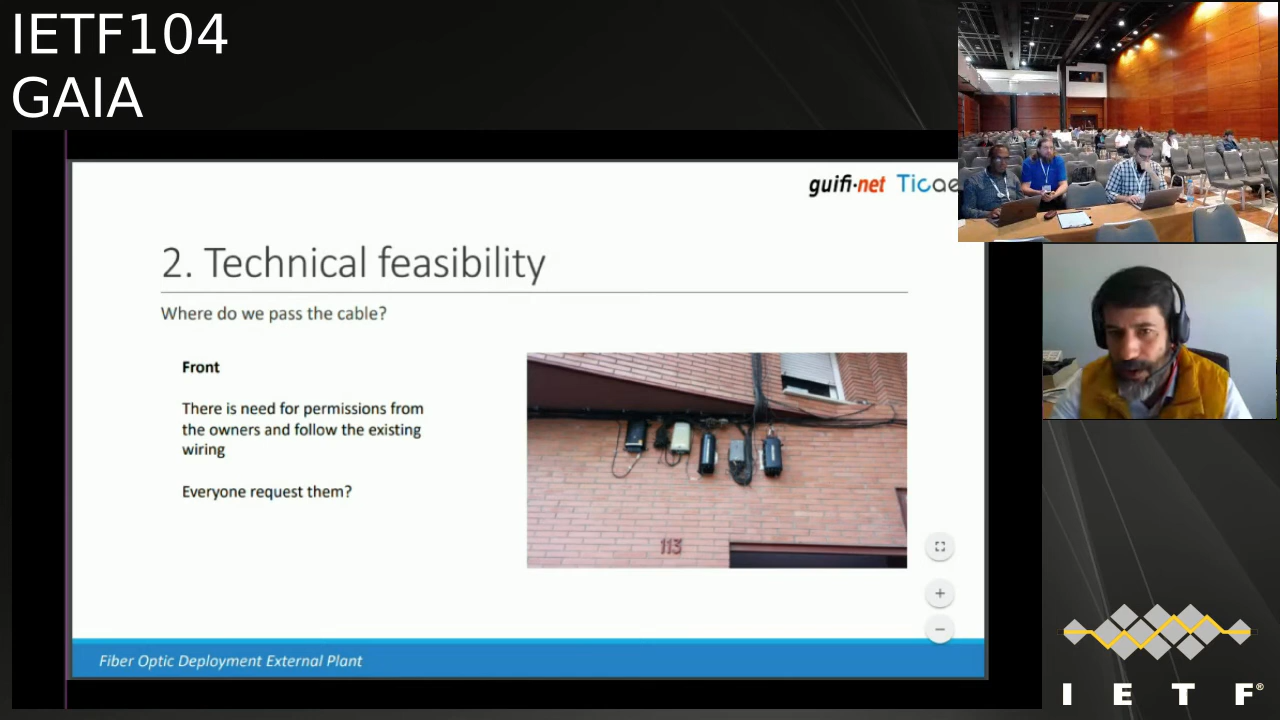 IETF104
GAIA
guifi·net Ticae
2. Technical feasibility
Where do we pass the cable?
Front
There is need for permissions from
the owners and follow the existing
wiring
Everyone request them?
113
Fiber Optic Deployment External Plant
I E T F®